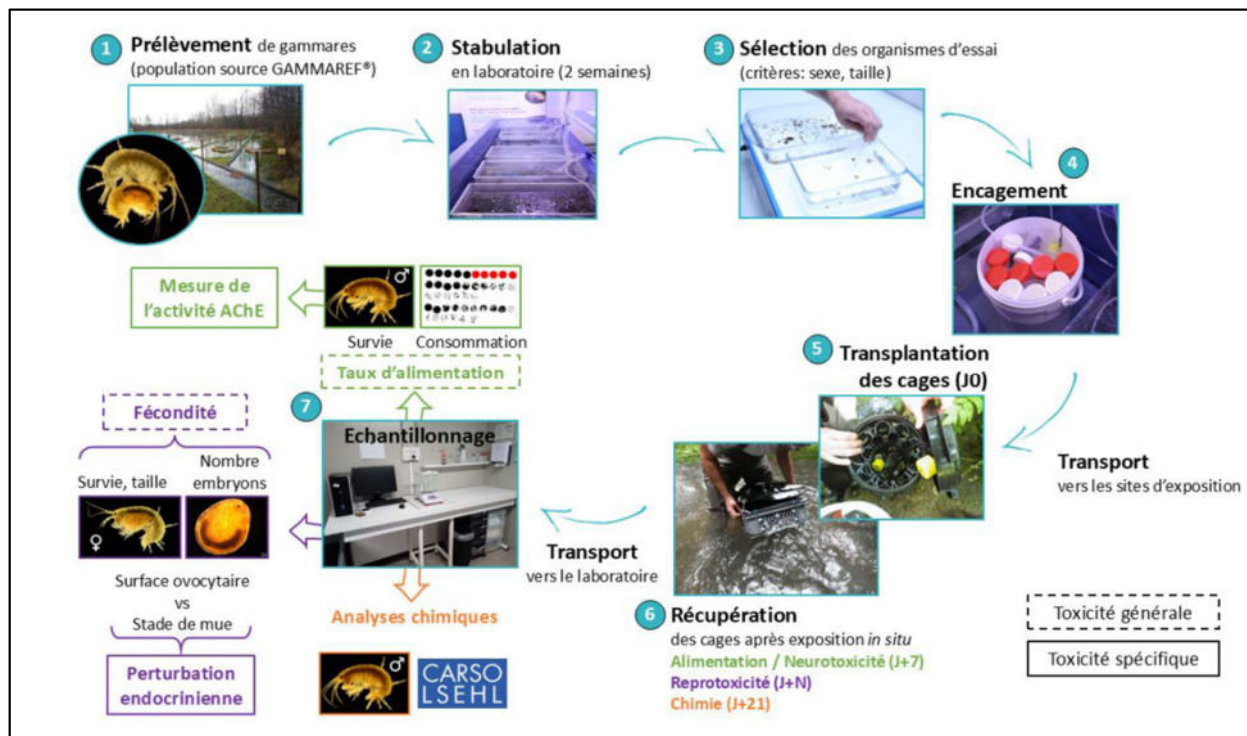 1 Prélèvement de gammares
(population source GAMMAREF®)
2 Stabulation
en laboratoire (2 semaines)
3 Sélection des organismes d'essai
(critères: sexe, taille)
4
Encagement
5 Transplantation
des cages (J0)
Transport
vers les sites d'exposition
6 Récupération
des cages après exposition in situ
Alimentation / Neurotoxicité (J+7)
Reprotoxicité (J+N)
Chimie (J+21)
Transport
vers le laboratoire
7
Echantillonnage
Mesure de
l'activité AChE
♂
Survie
Consommation
Taux d'alimentation
Fécondité
Survie, taille
Nombre
embryons
♀
Surface ovocytaire
vs
Stade de mue
Perturbation
endocrinienne
Analyses chimiques
♂
CARSO
LSEHL
Toxicité générale
Toxicité spécifique